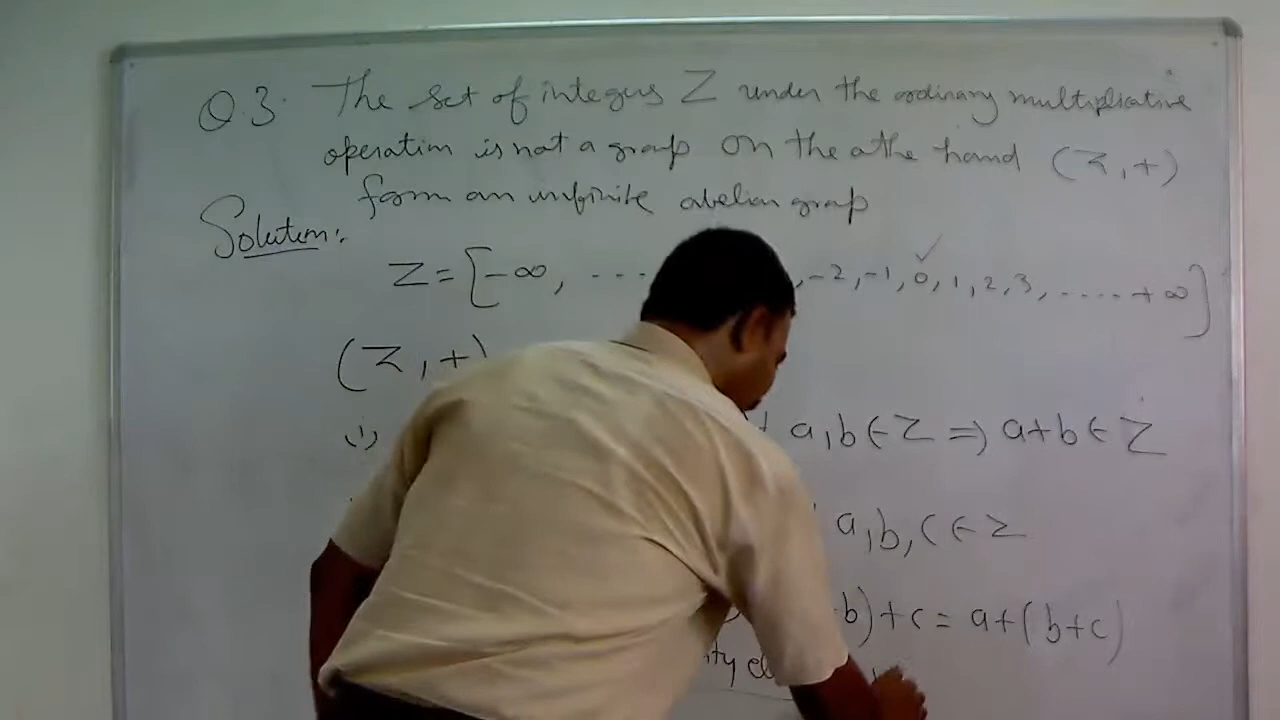 Q.3. The set of integers Z under the ordinary multiplicative
operation is not a group on the othe hand (Z,+)
form an infinite abelian group
Solution:
Z=[-∞, ... ,-2,-1,0,1,2,3, ..... +∞]
(Z,+)
(i) a,b∈Z ⇒ a+b∈Z
a,b,c∈Z
b)+c= a+(b+c)